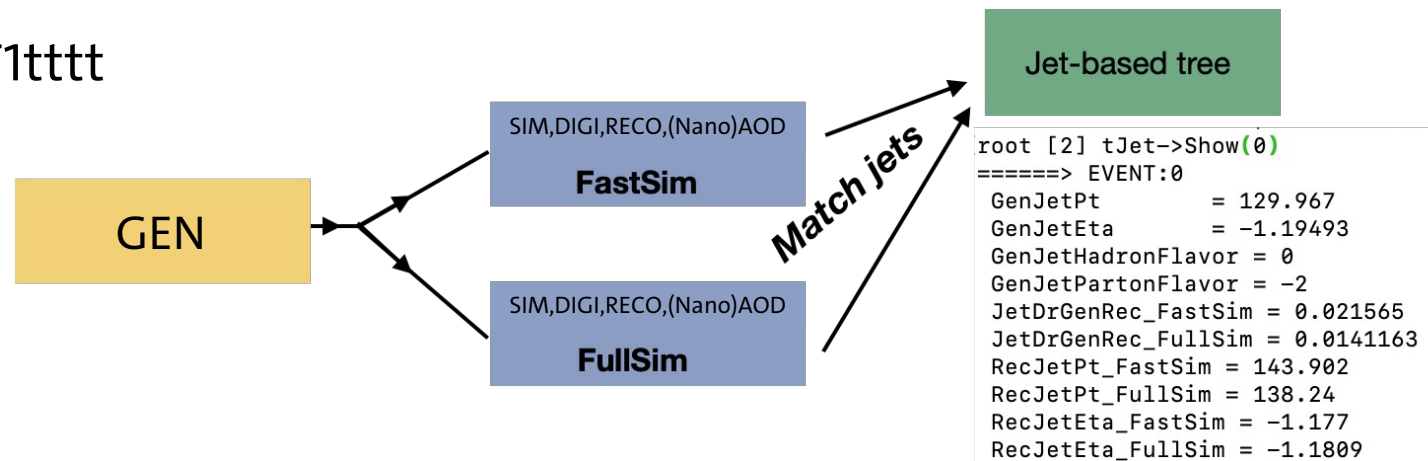 1tttt
GEN
SIM,DIGI,RECO,(Nano)AOD
FastSim
SIM,DIGI,RECO,(Nano)AOD
FullSim
Match jets
Jet-based tree
root [2] tJet->Show(0)
======> EVENT:0
GenJetPt = 129.967
GenJetEta = -1.19493
GenJetHadronFlavor = 0
GenJetPartonFlavor = -2
JetDrGenRec_FastSim = 0.021565
JetDrGenRec_FullSim = 0.0141163
RecJetPt_FastSim = 143.902
RecJetPt_FullSim = 138.24
RecJetEta_FastSim = -1.177
RecJetEta_FullSim = -1.1809